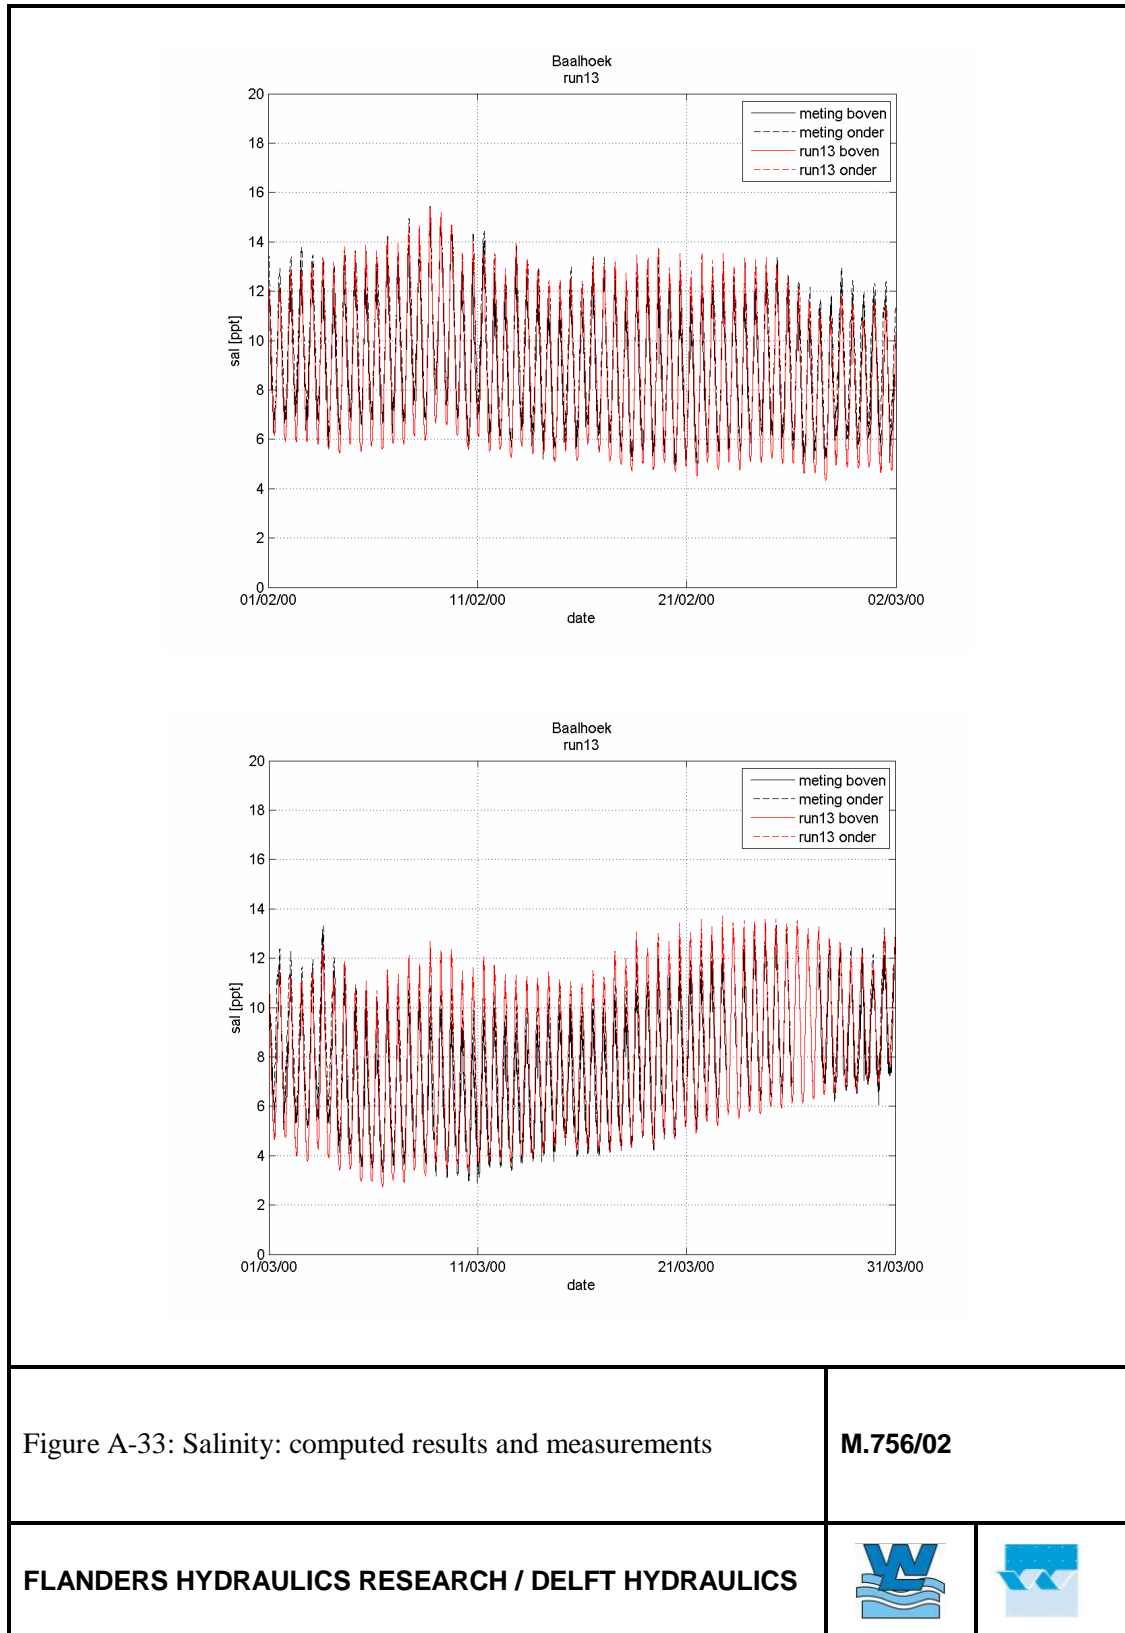 Baalhoek
run13
20
18
16
14
12
10
8
6
4
2
0
sal [ppt]
meting boven
meting onder
run13 boven
run13 onder
01/02/00 11/02/00 21/02/00 02/03/00
date
Baalhoek
run13
20
18
16
14
12
10
8
6
4
2
0
sal [ppt]
meting boven
meting onder
run13 boven
run13 onder
01/03/00 11/03/00 21/03/00 31/03/00
date
Figure A-33: Salinity: computed results and measurements
M.756/02
FLANDERS HYDRAULICS RESEARCH / DELFT HYDRAULICS